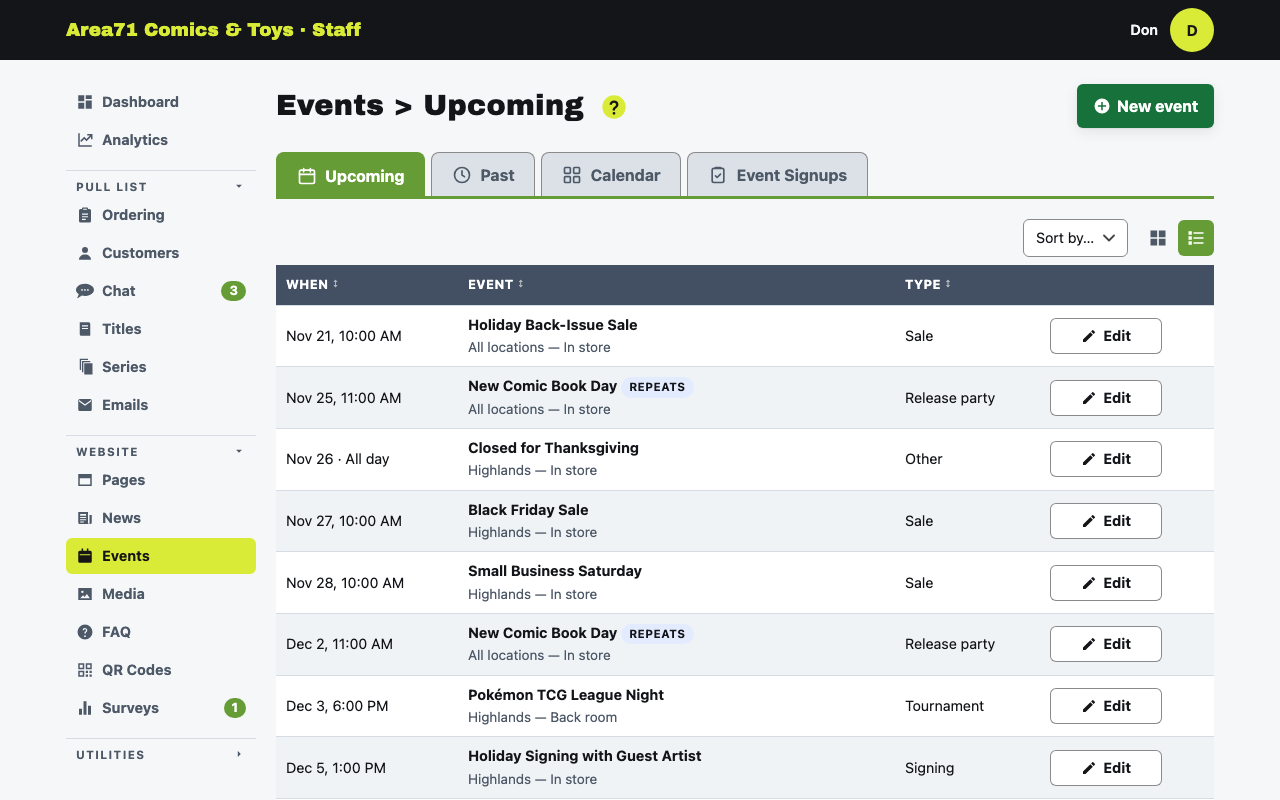 Area71 Comics & Toys · Staff
Don
D
Dashboard
Analytics
PULL LIST
Ordering
Customers
Chat 3
Titles
Series
Emails
WEBSITE
Pages
News
Events
Media
FAQ
QR Codes
Surveys 1
UTILITIES
Events > Upcoming ?
New event
Upcoming
Past
Calendar
Event Signups
Sort by...
WHEN EVENT TYPE
Nov 21, 10:00 AM
Holiday Back-Issue Sale
All locations — In store
Sale
Edit
Nov 25, 11:00 AM
New Comic Book Day REPEATS
All locations — In store
Release party
Edit
Nov 26 · All day
Closed for Thanksgiving
Highlands — In store
Other
Edit
Nov 27, 10:00 AM
Black Friday Sale
Highlands — In store
Sale
Edit
Nov 28, 10:00 AM
Small Business Saturday
Highlands — In store
Sale
Edit
Dec 2, 11:00 AM
New Comic Book Day REPEATS
All locations — In store
Release party
Edit
Dec 3, 6:00 PM
Pokémon TCG League Night
Highlands — Back room
Tournament
Edit
Dec 5, 1:00 PM
Holiday Signing with Guest Artist
Highlands — In store
Signing
Edit